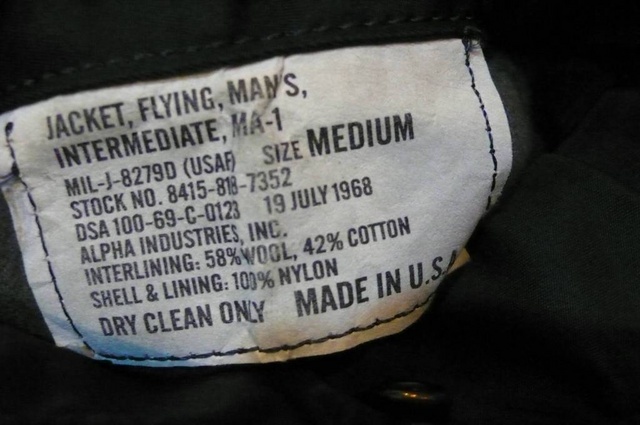 JACKET, FLYING, MAN'S,
INTERMEDIATE, MA-1
MIL-J-8279D (USAF) SIZE MEDIUM
STOCK NO. 8415-818-7352
DSA 100-69-C-0123 19 JULY 1968
ALPHA INDUSTRIES, INC.
INTERLINING: 58% WOOL, 42% COTTON
SHELL & LINING: 100% NYLON
DRY CLEAN ONLY MADE IN U.S.A